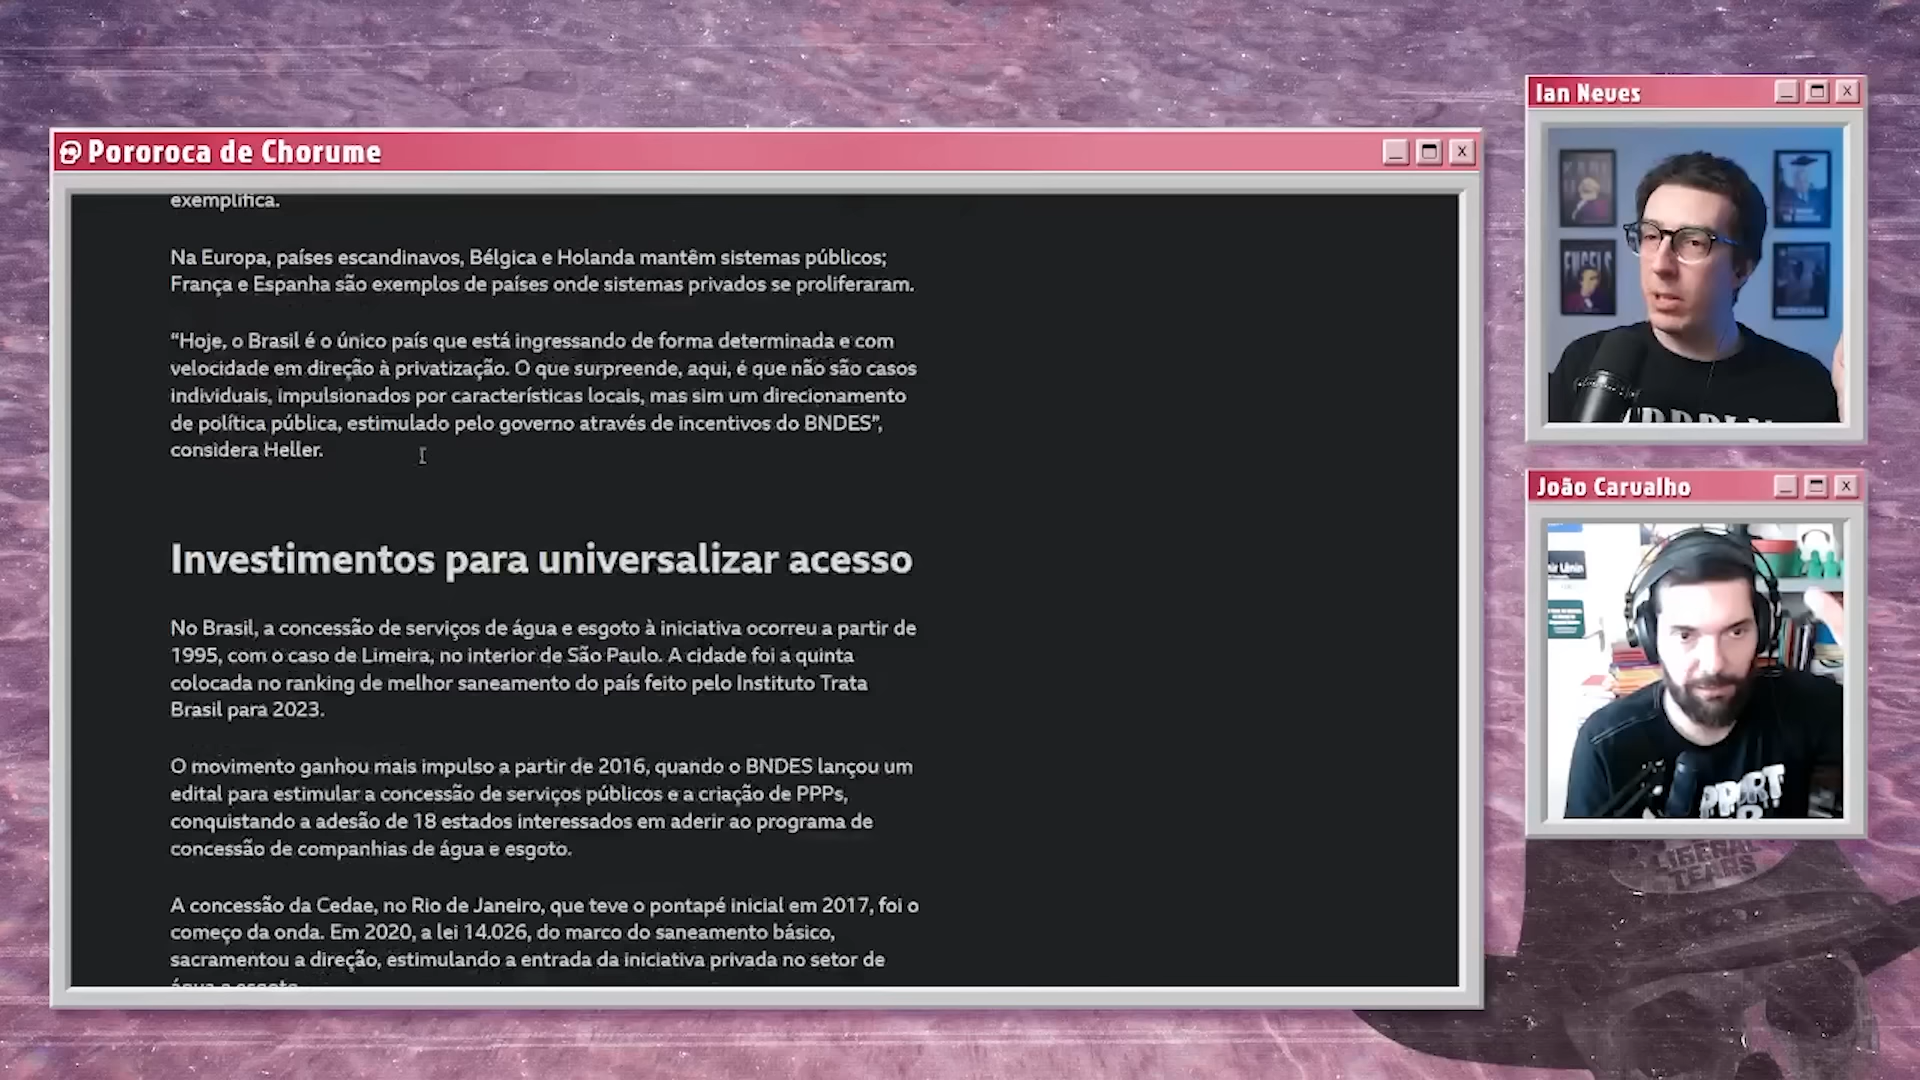 Pororoca de Chorume
exemplifica.
Na Europa, países escandinavos, Bélgica e Holanda mantêm sistemas públicos;
França e Espanha são exemplos de países onde sistemas privados se proliferaram.
“Hoje, o Brasil é o único país que está ingressando de forma determinada e com
velocidade em direção à privatização. O que surpreende, aqui, é que não são casos
individuais, impulsionados por características locais, mas sim um direcionamento
de política pública, estimulado pelo governo através de incentivos do BNDES”,
considera Heller.
Investimentos para universalizar acesso
No Brasil, a concessão de serviços de água e esgoto à iniciativa ocorreu a partir de
1995, com o caso de Limeira, no interior de São Paulo. A cidade foi a quinta
colocada no ranking de melhor saneamento do país feito pelo Instituto Trata
Brasil para 2023.
O movimento ganhou mais impulso a partir de 2016, quando o BNDES lançou um
edital para estimular a concessão de serviços públicos e a criação de PPPs,
conquistando a adesão de 18 estados interessados em aderir ao programa de
concessão de companhias de água e esgoto.
A concessão da Cedae, no Rio de Janeiro, que teve o pontapé inicial em 2017, foi o
começo da onda. Em 2020, a lei 14.026, do marco do saneamento básico,
sacramentou a direção, estimulando a entrada da iniciativa privada no setor de
água e esgoto.
Ian Neves
ENGELS
João Carvalho
LIBERAL
TEARS